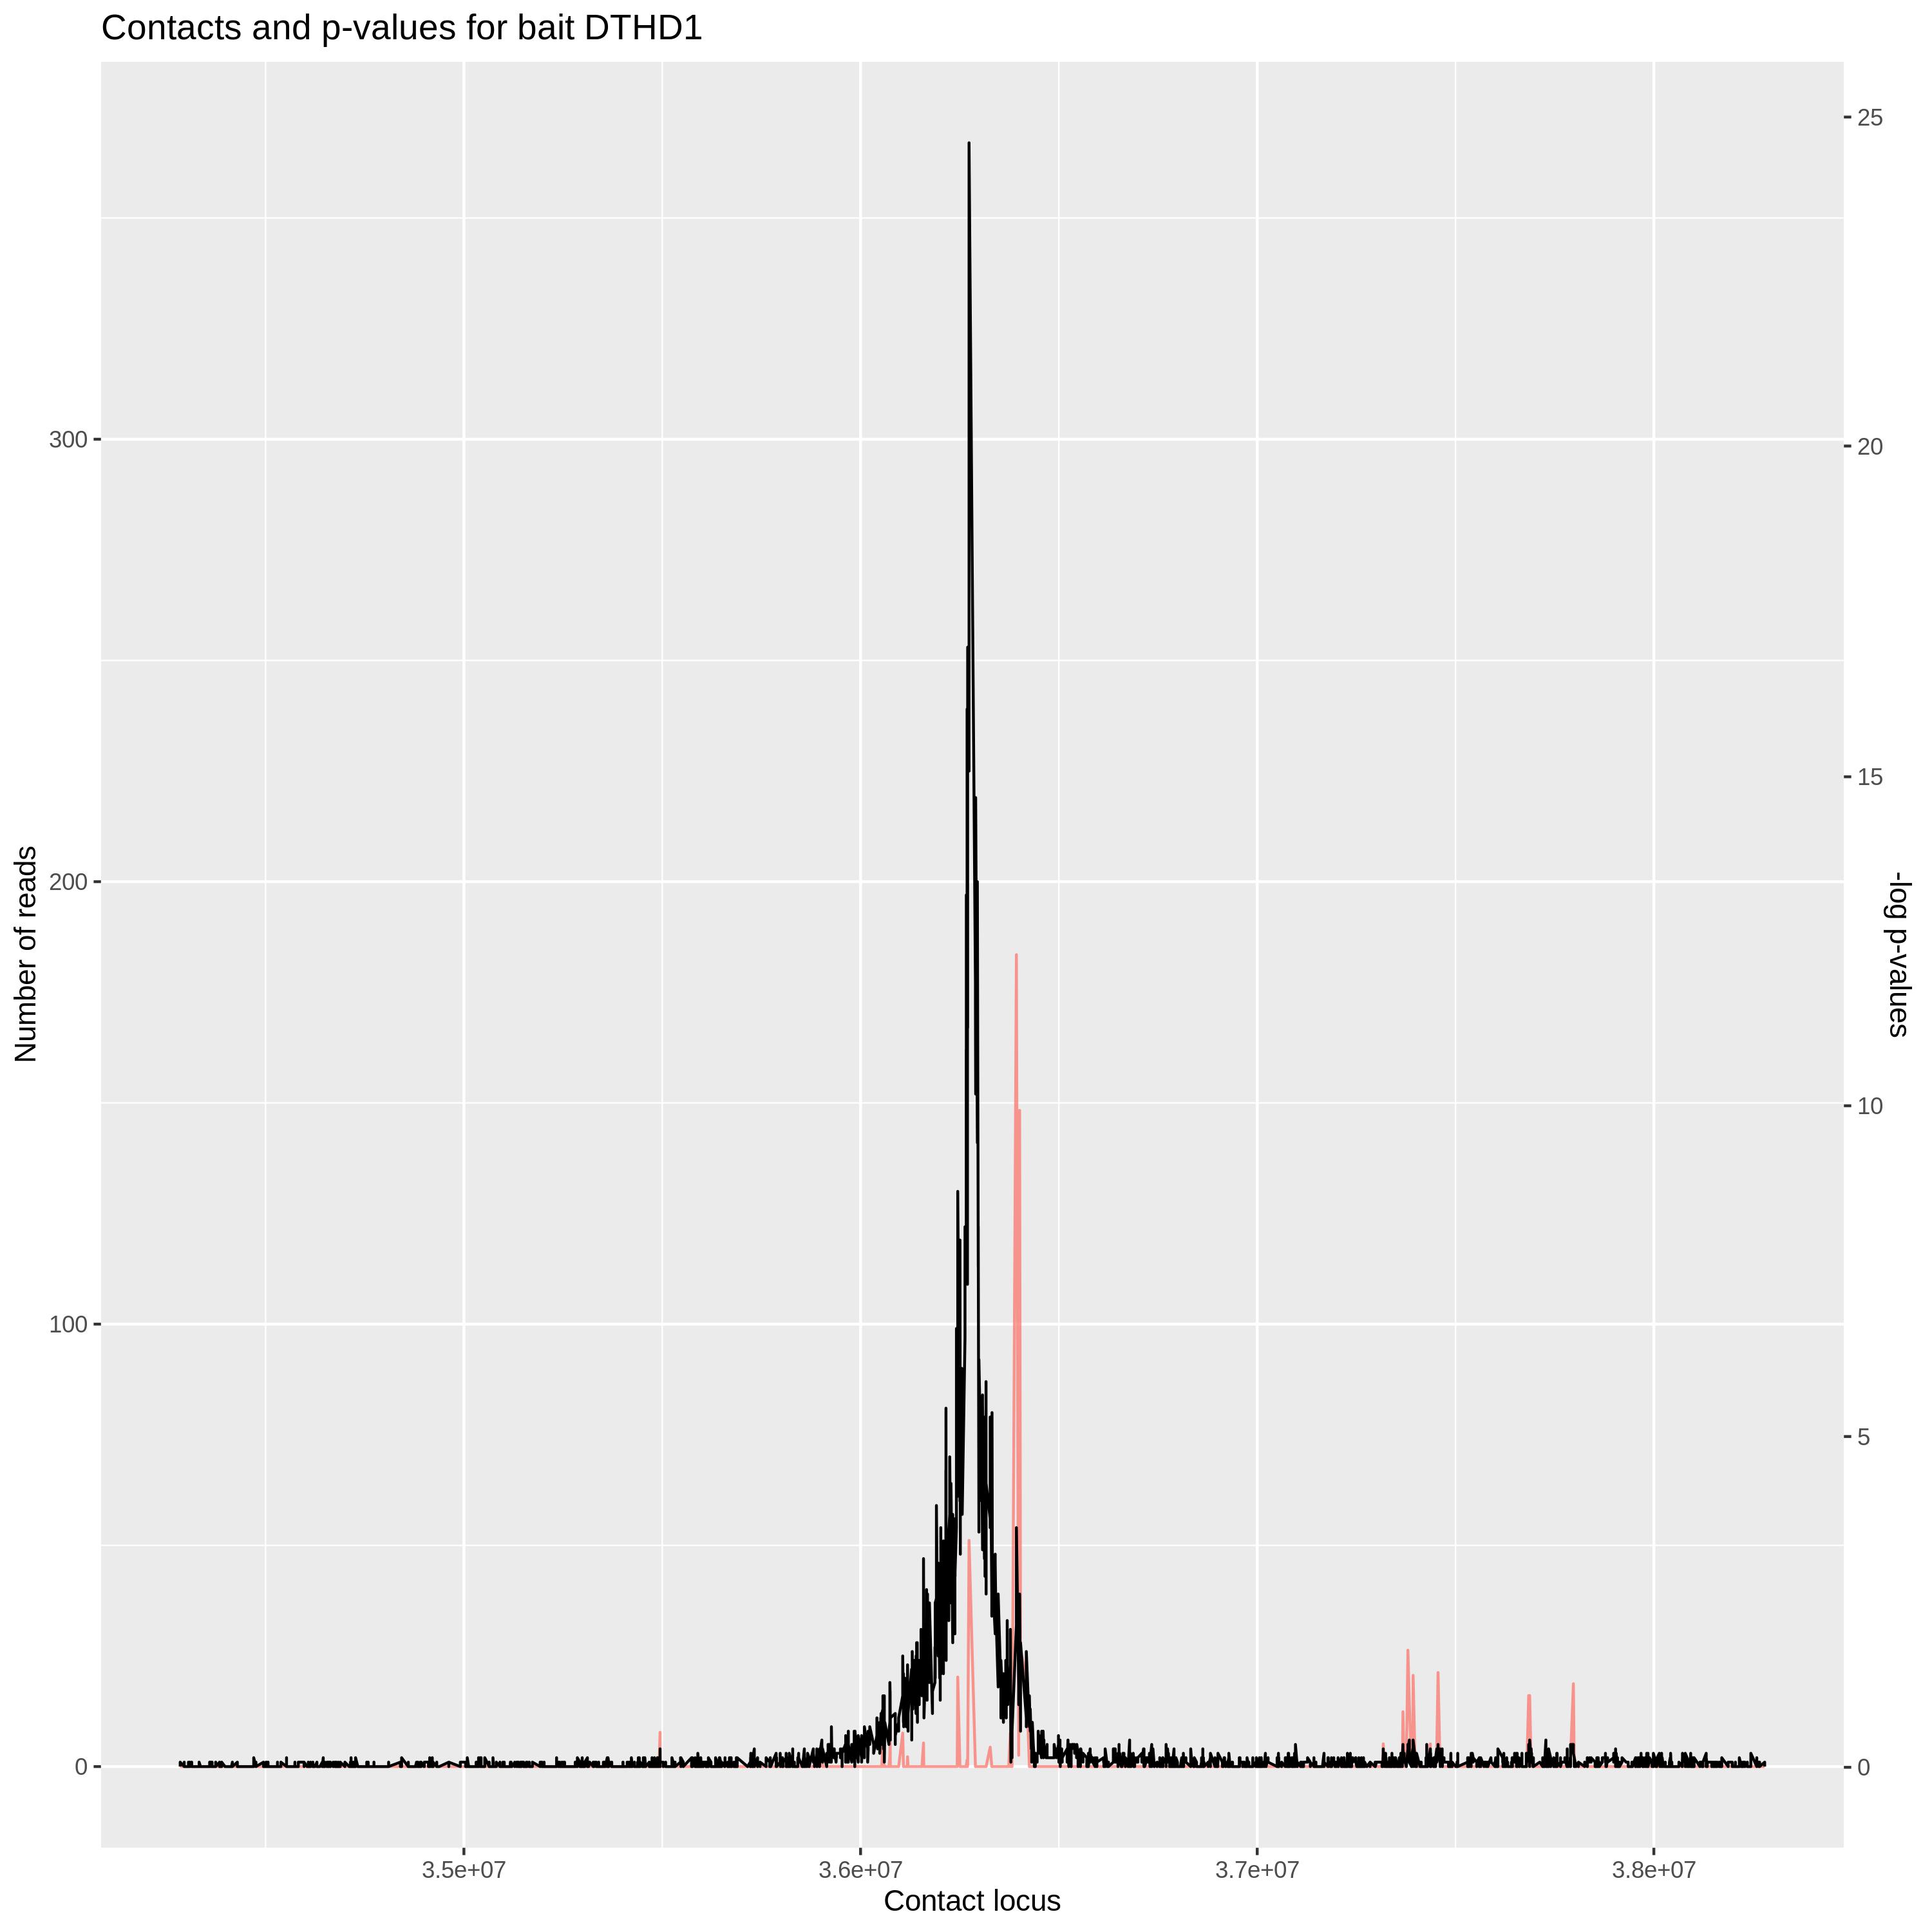 Contacts and p-values for bait DTHD1
Number of reads
300
200
100
0
25
20
15
10
5
0
-log p-values
3.5e+07
3.6e+07
3.7e+07
3.8e+07
Contact locus